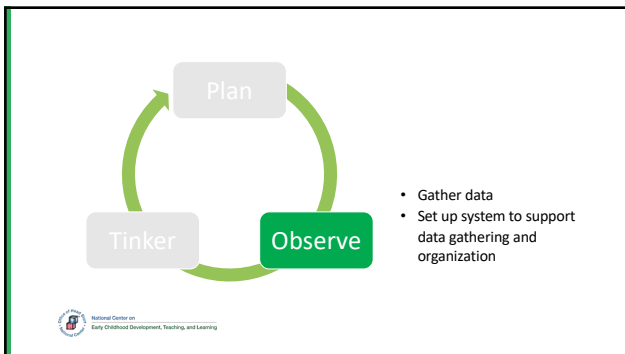 Plan
Tinker
Observe
• Gather data
• Set up system to support
data gathering and
organization
National Center on
Early Childhood Development, Teaching, and Learning